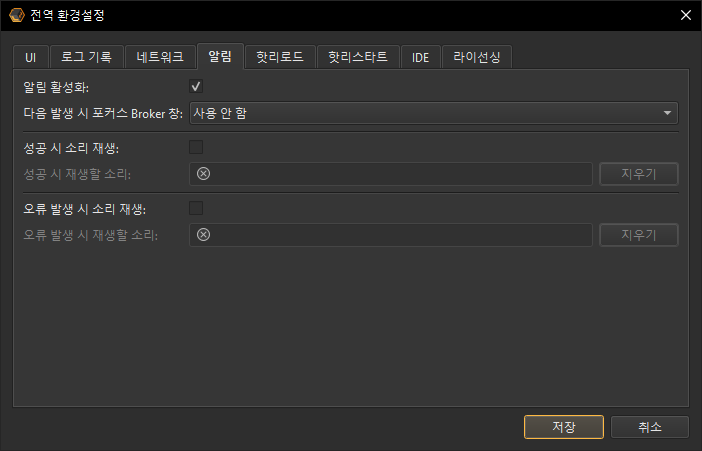 전역 환경설정
UI 로그 기록 네트워크 알림 핫리로드 핫리스타트 IDE 라이선싱
알림 활성화:
다음 발생 시 포커스 Broker 창: 사용 안 함
성공 시 소리 재생:
성공 시 재생할 소리: 지우기
오류 발생 시 소리 재생:
오류 발생 시 재생할 소리: 지우기
저장 취소